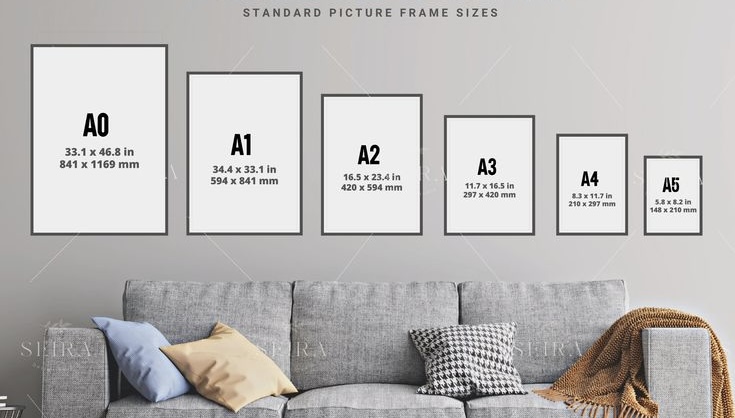 STANDARD PICTURE FRAME SIZES
A0
33.1 x 46.8 in
841 x 1169 mm
A1
34.4 x 33.1 in
594 x 841 mm
A2
16.5 x 23.4 in
420 x 594 mm
A3
11.7 x 16.5 in
297 x 420 mm
A4
8.3 x 11.7 in
210 x 297 mm
A5
5.8 x 8.2 in
148 x 210 mm
SEIRA
SEIRA
SEIRA